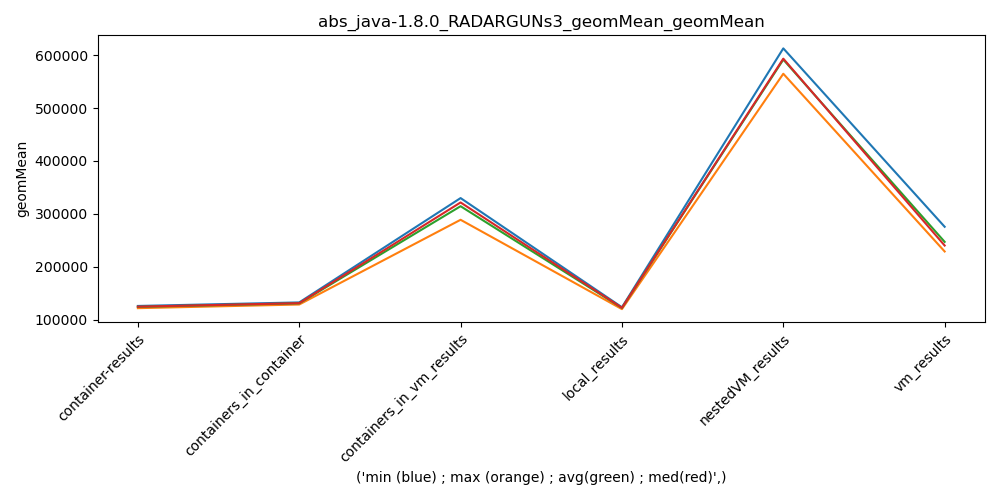 abs_java-1.8.0_RADARGUNs3_geomMean_geomMean
geomMean
600000
500000
400000
300000
200000
100000
container-results
containers_in_container
containers_in_vm_results
local_results
nestedVM_results
vm_results
('min (blue) ; max (orange) ; avg(green) ; med(red)',)